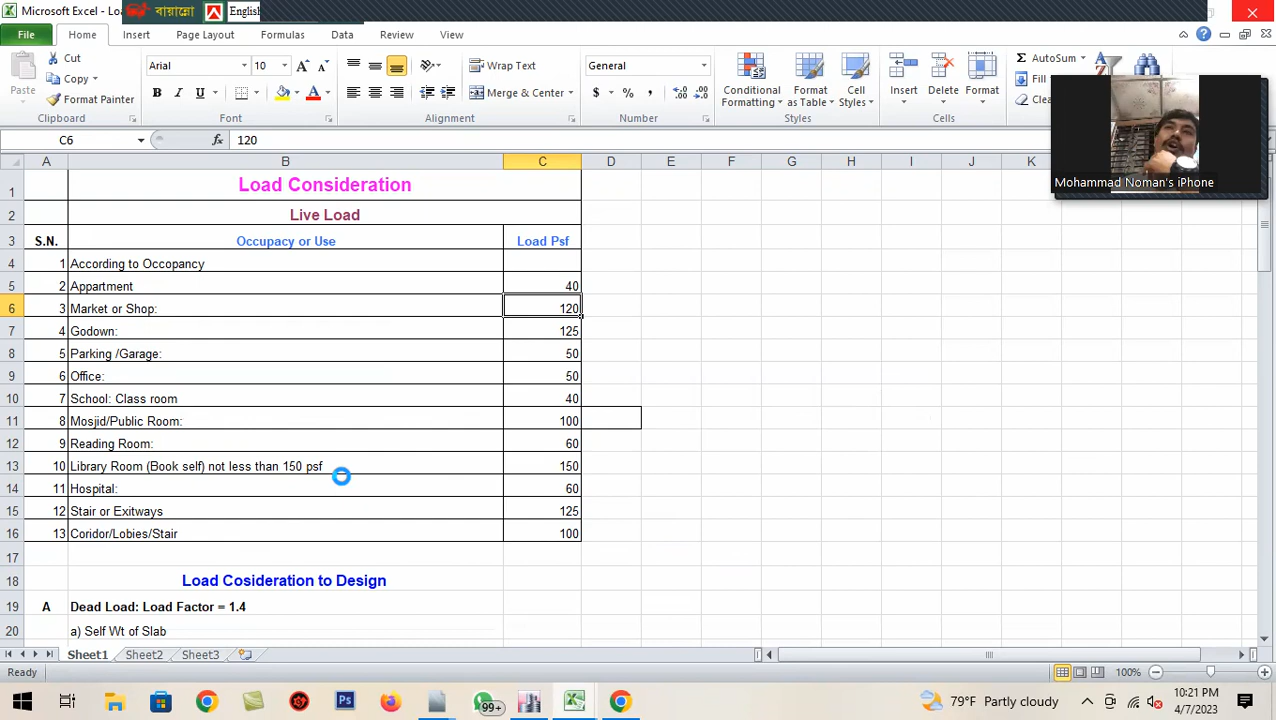 Microsoft Excel - Loa
বায়ান্নো
English
File Home Insert Page Layout Formulas Data Review View
Cut
Copy
Format Painter
Paste
Clipboard
Arial 10
B I U
Font
Wrap Text
Merge & Center
Alignment
General
$ % ,
Number
Conditional Formatting
Format as Table
Cell Styles
Styles
Insert Delete Format
Cells
AutoSum
Fill
Clea
Mohammad Noman's iPhone
C6 fx 120
A B C D E F G H I J K
1 Load Consideration
2 Live Load
3 S.N. Occupacy or Use Load Psf
4 1 According to Occopancy
5 2 Appartment 40
6 3 Market or Shop: 120
7 4 Godown: 125
8 5 Parking /Garage: 50
9 6 Office: 50
10 7 School: Class room 40
11 8 Mosjid/Public Room: 100
12 9 Reading Room: 60
13 10 Library Room (Book self) not less than 150 psf 150
14 11 Hospital: 60
15 12 Stair or Exitways 125
16 13 Coridor/Lobies/Stair 100
17
18 Load Cosideration to Design
19 A Dead Load: Load Factor = 1.4
20 a) Self Wt of Slab
Sheet1 Sheet2 Sheet3
Ready 100%
99+
79°F Partly cloudy
10:21 PM
4/7/2023